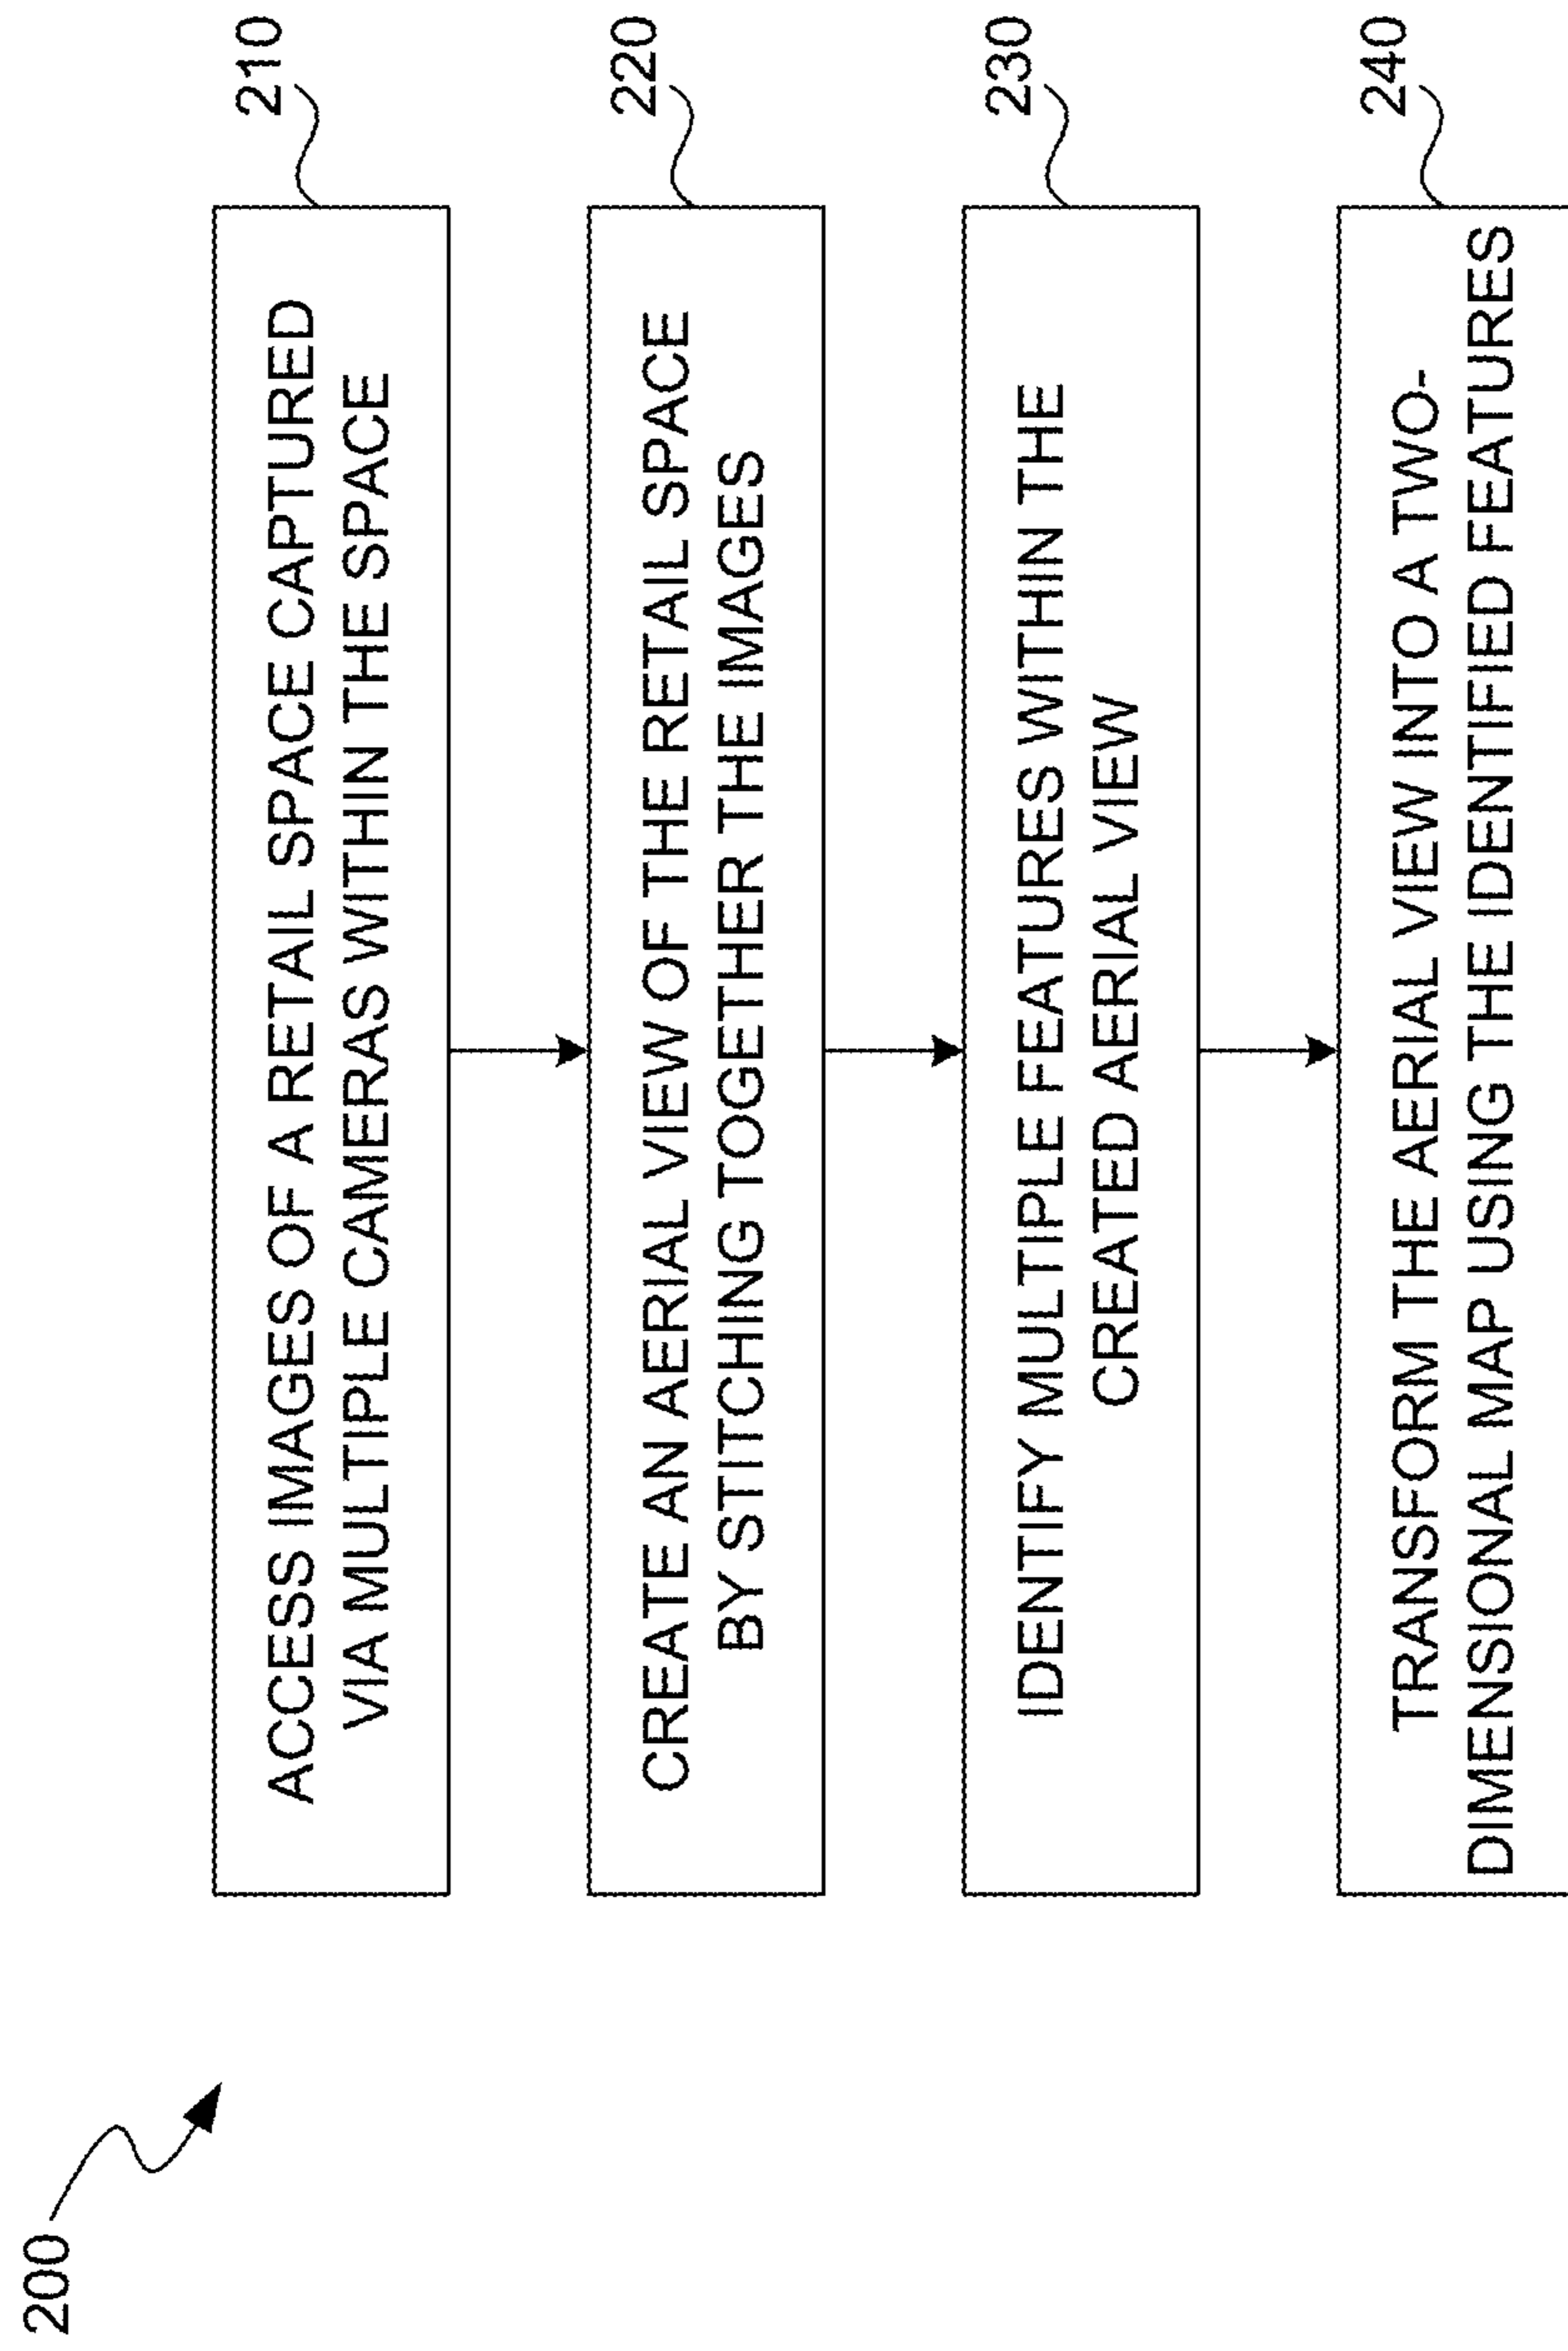 200
ACCESS IMAGES OF A RETAIL SPACE CAPTURED
VIA MULTIPLE CAMERAS WITHIN THE SPACE
210
CREATE AN AERIAL VIEW OF THE RETAIL SPACE
BY STITCHING TOGETHER THE IMAGES
220
IDENTIFY MULTIPLE FEATURES WITHIN THE
CREATED AERIAL VIEW
230
TRANSFORM THE AERIAL VIEW INTO A TWO-
DIMENSIONAL MAP USING THE IDENTIFIED FEATURES
240